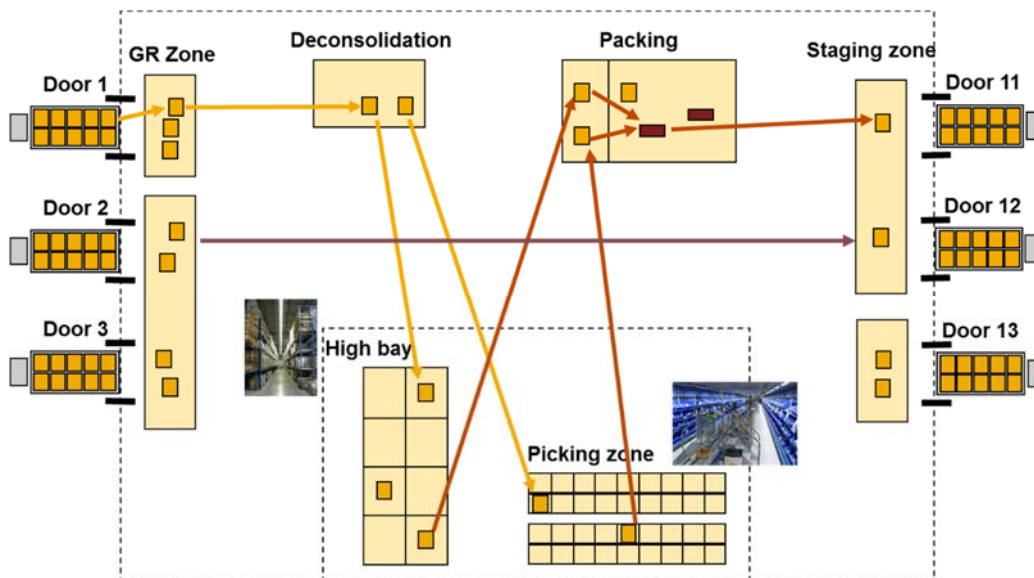 Deconsolidation
Packing
GR Zone
Staging zone
Door 1
Door 11
Door 2
Door 12
Door 3
High bay
Door 13
Picking zone